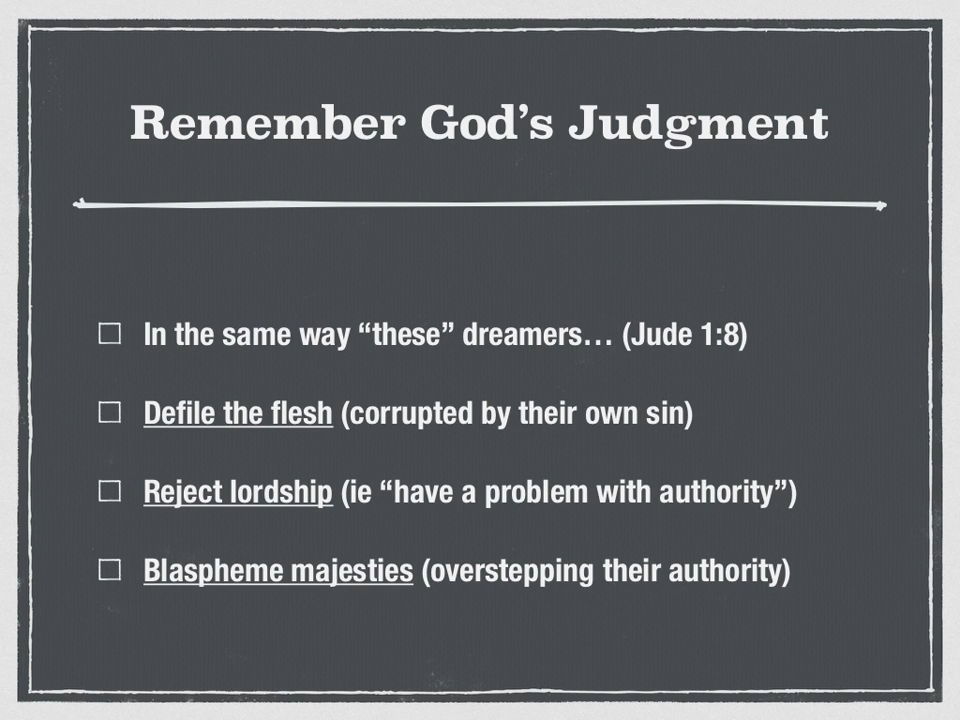 Remember God’s Judgment
In the same way “these” dreamers… (Jude 1:8)
Defile the flesh (corrupted by their own sin)
Reject lordship (ie “have a problem with authority”)
Blaspheme majesties (overstepping their authority)